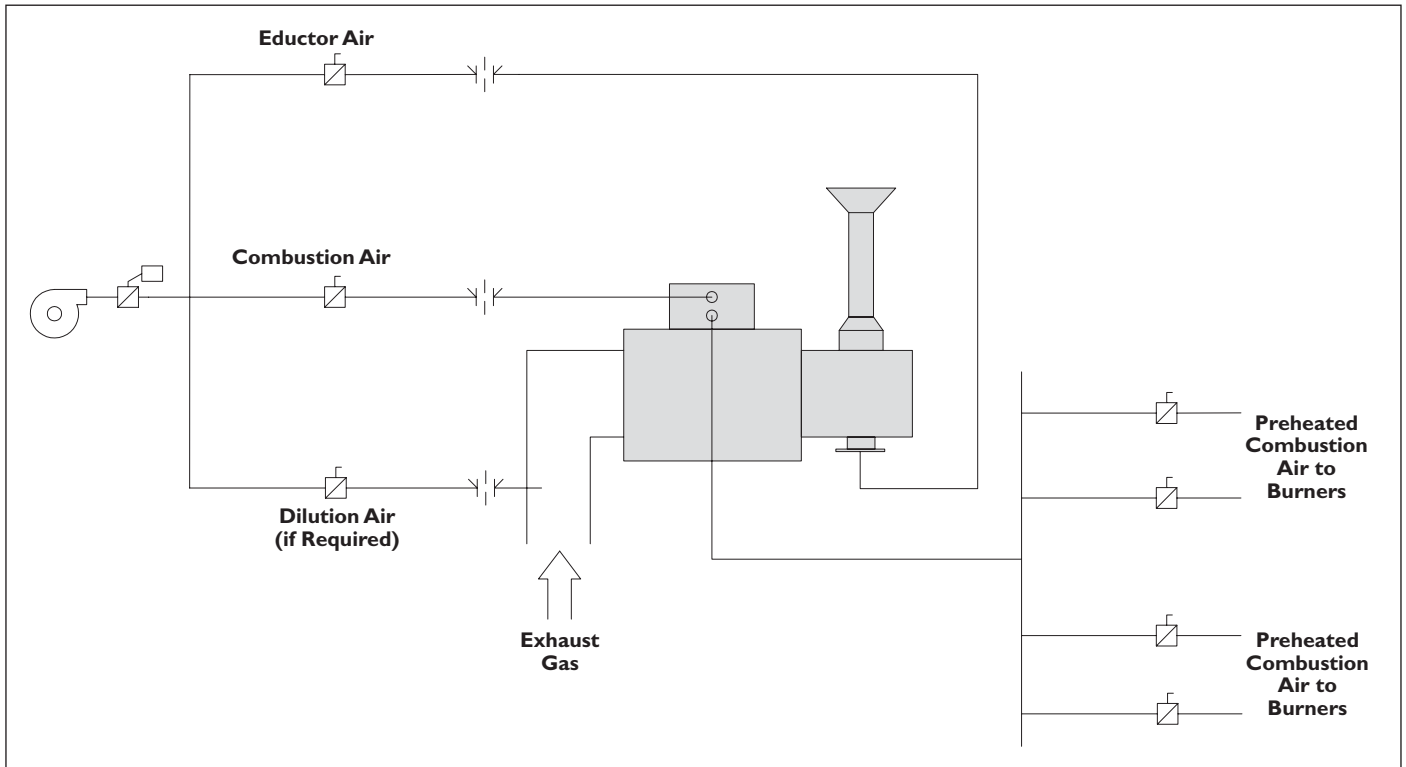 Eductor Air
Combustion Air
Dilution Air
(if Required)
Exhaust
Gas
Preheated
Combustion
Air to
Burners
Preheated
Combustion
Air to
Burners